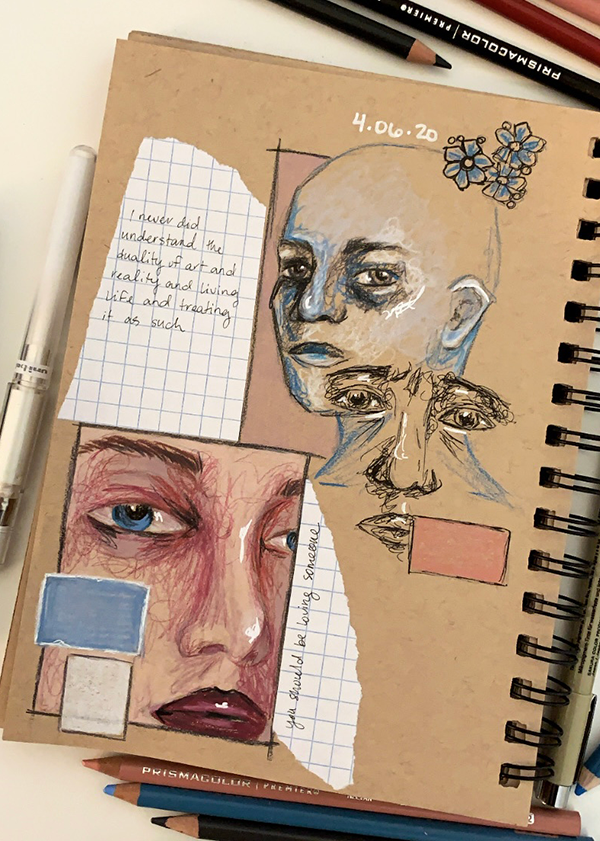 PRISMACOLOR | PREMIER
4.06.20
I never did
understand the
duality of art and
reality and living
life and treating
it as such
you should be loving someone
PRISMACOLOR | PREMIER